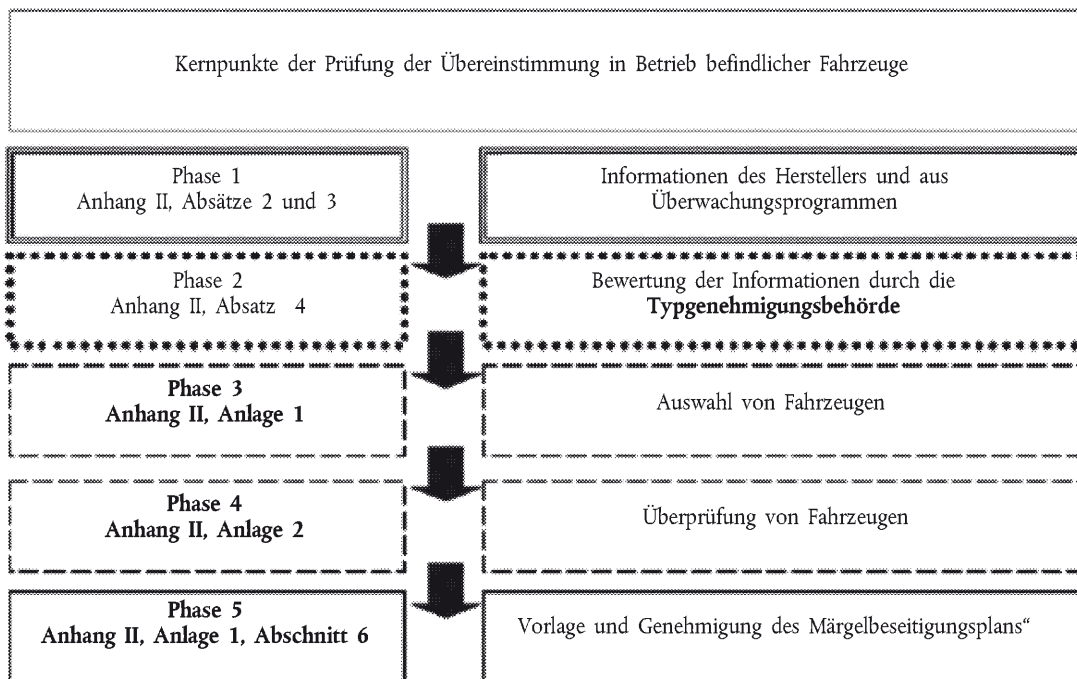 Kernpunkte der Prüfung der Übereinstimmung in Betrieb befindlicher Fahrzeuge
Phase 1
Anhang II, Absätze 2 und 3
Informationen des Herstellers und aus
Überwachungsprogrammen
Phase 2
Anhang II, Absatz 4
Bewertung der Informationen durch die
Typgenehmigungsbehörde
Phase 3
Anhang II, Anlage 1
Auswahl von Fahrzeugen
Phase 4
Anhang II, Anlage 2
Überprüfung von Fahrzeugen
Phase 5
Anhang II, Anlage 1, Abschnitt 6
Vorlage und Genehmigung des Märgelbeseitigungsplans“